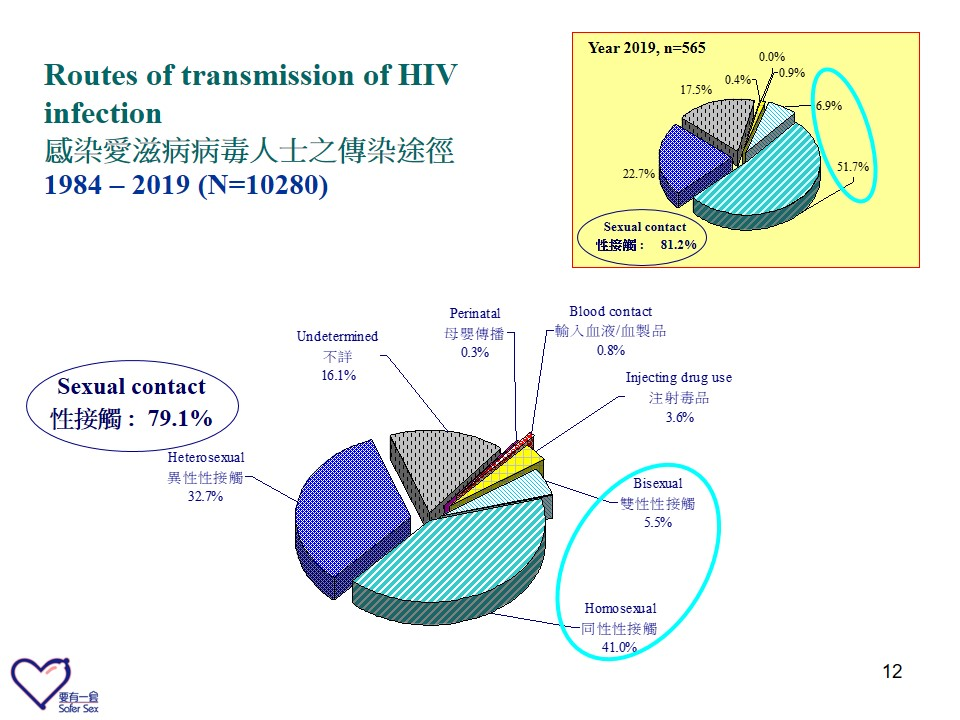 Routes of transmission of HIV
infection
感染愛滋病病毒人士之傳染途徑
1984 – 2019 (N=10280)
Year 2019, n=565
0.0%
0.4%
0.9%
17.5%
6.9%
51.7%
22.7%
Sexual contact
性接觸 : 81.2%
Sexual contact
性接觸 : 79.1%
Undetermined
不詳
16.1%
Perinatal
母嬰傳播
0.3%
Blood contact
輸入血液/血製品
0.8%
Injecting drug use
注射毒品
3.6%
Heterosexual
異性性接觸
32.7%
Bisexual
雙性性接觸
5.5%
Homosexual
同性性接觸
41.0%
要有一套
Safer Sex
12